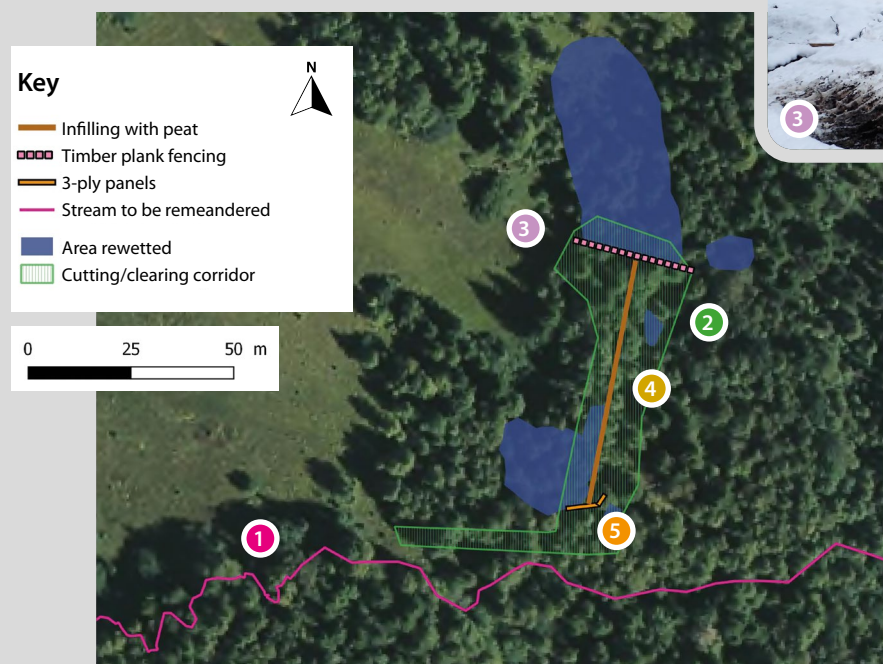 Key
N
Infilling with peat
Timber plank fencing
3-ply panels
Stream to be remeandered
Area rewetted
Cutting/clearing corridor
0 25 50 m
3
3
2
4
5
1